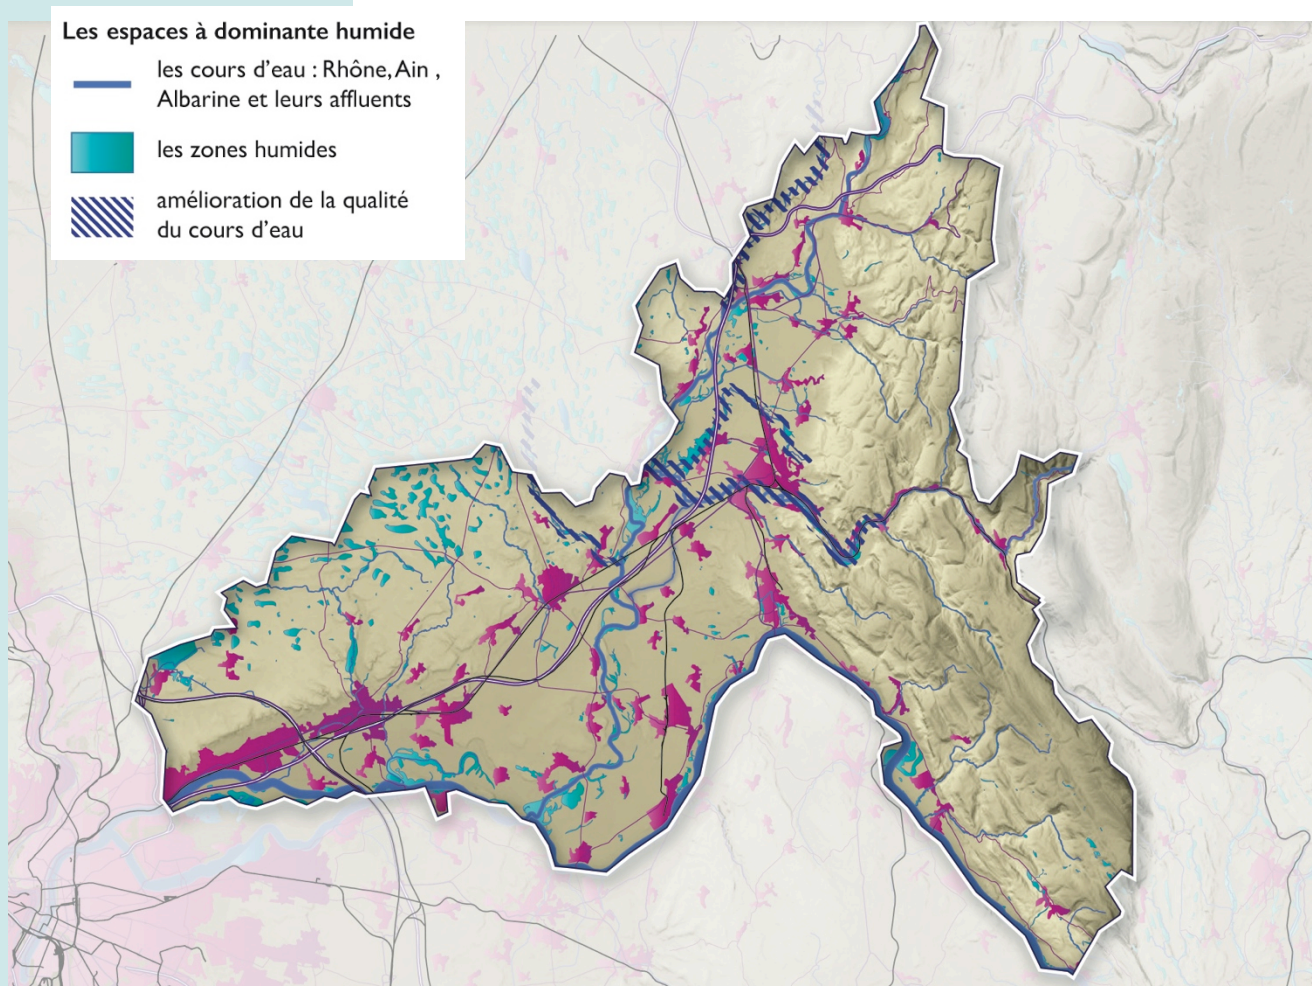 Les espaces à dominante humide
les cours d'eau : Rhône, Ain ,
Albarine et leurs affluents
les zones humides
amélioration de la qualité
du cours d'eau